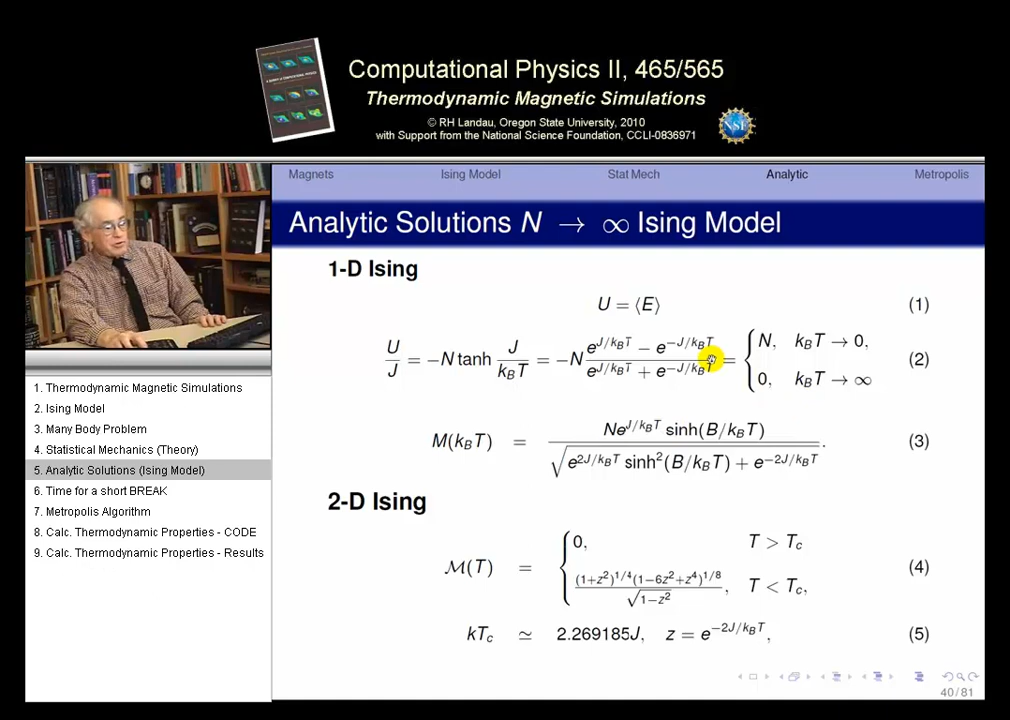 Computational Physics II, 465/565
Thermodynamic Magnetic Simulations
© RH Landau, Oregon State University, 2010
with Support from the National Science Foundation, CCLI-0836971
NSF
Magnets Ising Model Stat Mech Analytic Metropolis
Analytic Solutions N → ∞ Ising Model
1-D Ising
U = ⟨E⟩ (1)
U/J = −N tanh J/k_BT = −N (e^{J/k_BT} − e^{−J/k_BT})/(e^{J/k_BT} + e^{−J/k_BT}) = { N, k_BT → 0, (2)
0, k_BT → ∞
M(k_BT) = Ne^{J/k_BT} sinh(B/k_BT) / √(e^{2J/k_BT} sinh²(B/k_BT) + e^{−2J/k_BT}). (3)
2-D Ising
M(T) = { 0, T > T_c (4)
(1+z²)^{1/4}(1−6z²+z⁴)^{1/8} / √(1−z²), T < T_c,
kT_c ≃ 2.269185J, z = e^{−2J/k_BT}, (5)
40/81
1. Thermodynamic Magnetic Simulations
2. Ising Model
3. Many Body Problem
4. Statistical Mechanics (Theory)
5. Analytic Solutions (Ising Model)
6. Time for a short BREAK
7. Metropolis Algorithm
8. Calc. Thermodynamic Properties - CODE
9. Calc. Thermodynamic Properties - Results